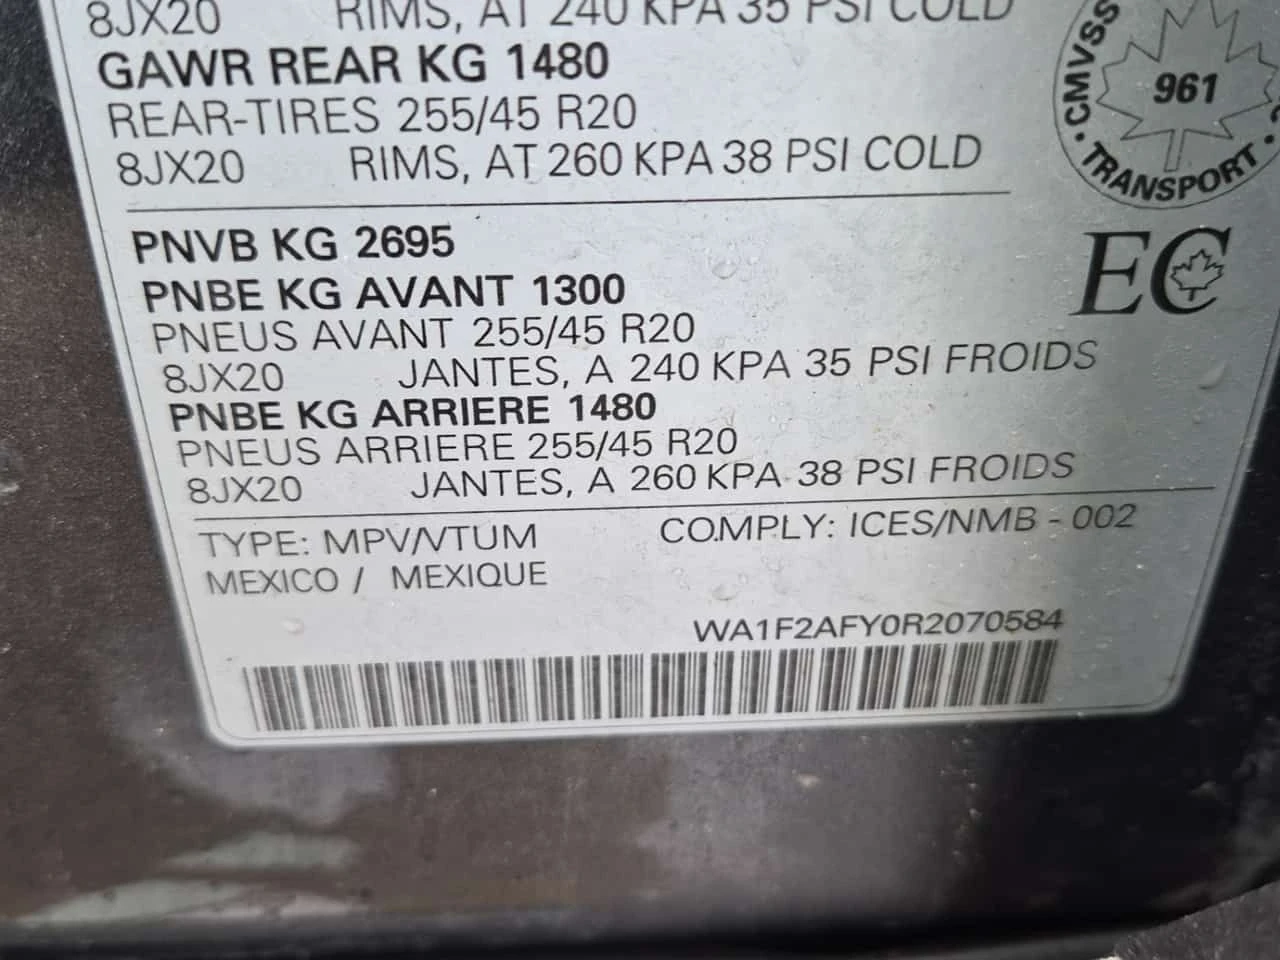 8JX20 RIMS, AT 240 KPA 35 PSI COLD
GAWR REAR KG 1480
REAR-TIRES 255/45 R20
8JX20 RIMS, AT 260 KPA 38 PSI COLD
CMVSS
961
TRANSPORT
EC
PNVB KG 2695
PNBE KG AVANT 1300
PNEUS AVANT 255/45 R20
8JX20 JANTES, A 240 KPA 35 PSI FROIDS
PNBE KG ARRIERE 1480
PNEUS ARRIERE 255/45 R20
8JX20 JANTES, A 260 KPA 38 PSI FROIDS
TYPE: MPV/VTUM COMPLY: ICES/NMB - 002
MEXICO / MEXIQUE
WA1F2AFY0R2070584